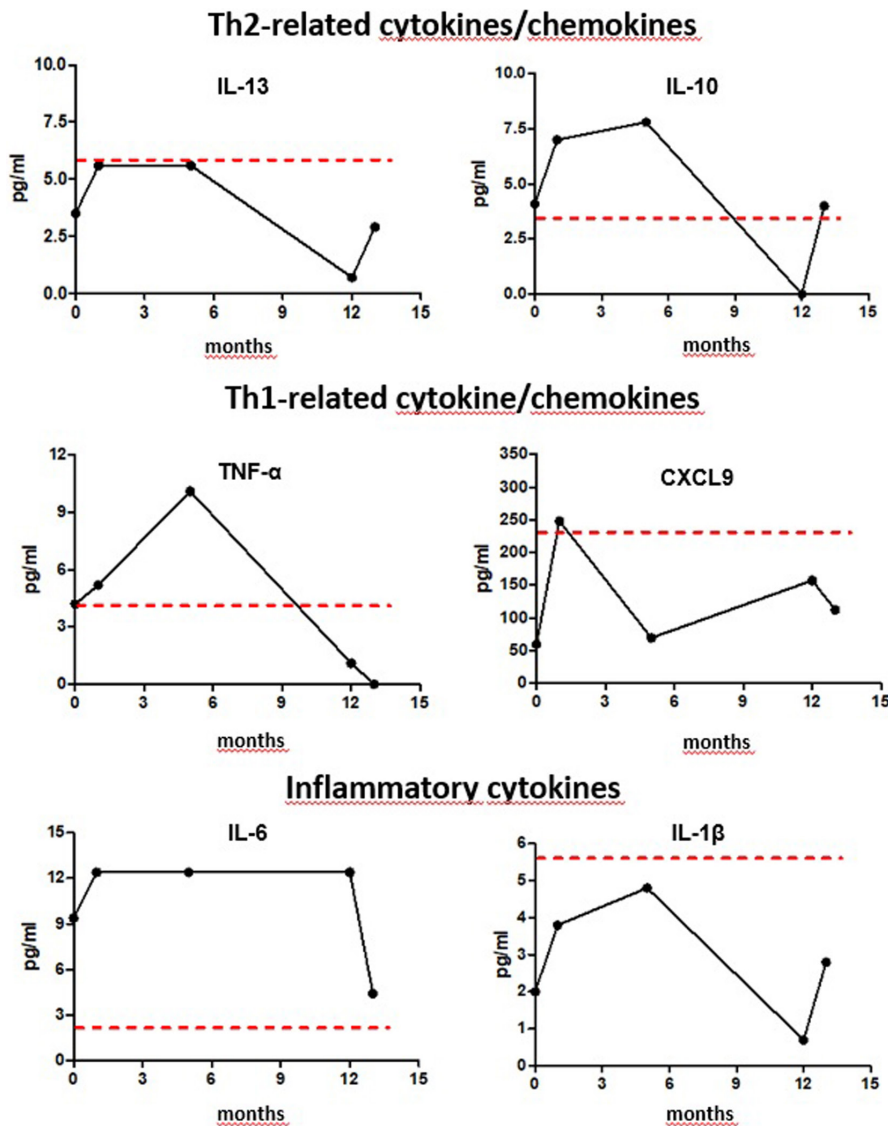 Th2-related cytokines/chemokines
IL-13
10.0
7.5
5.0
2.5
0.0
pg/ml
0 3 6 9 12 15
months
IL-10
10.0
7.5
5.0
2.5
0.0
pg/ml
0 3 6 9 12 15
months
Th1-related cytokine/chemokines
TNF-α
12
9
6
3
0
pg/ml
0 3 6 9 12 15
months
CXCL9
350
300
250
200
150
100
50
0
pg/ml
0 3 6 9 12 15
months
Inflammatory cytokines
IL-6
15
12
9
6
3
0
pg/ml
0 3 6 9 12 15
months
IL-1β
6
5
4
3
2
1
0
pg/ml
0 3 6 9 12 15
months